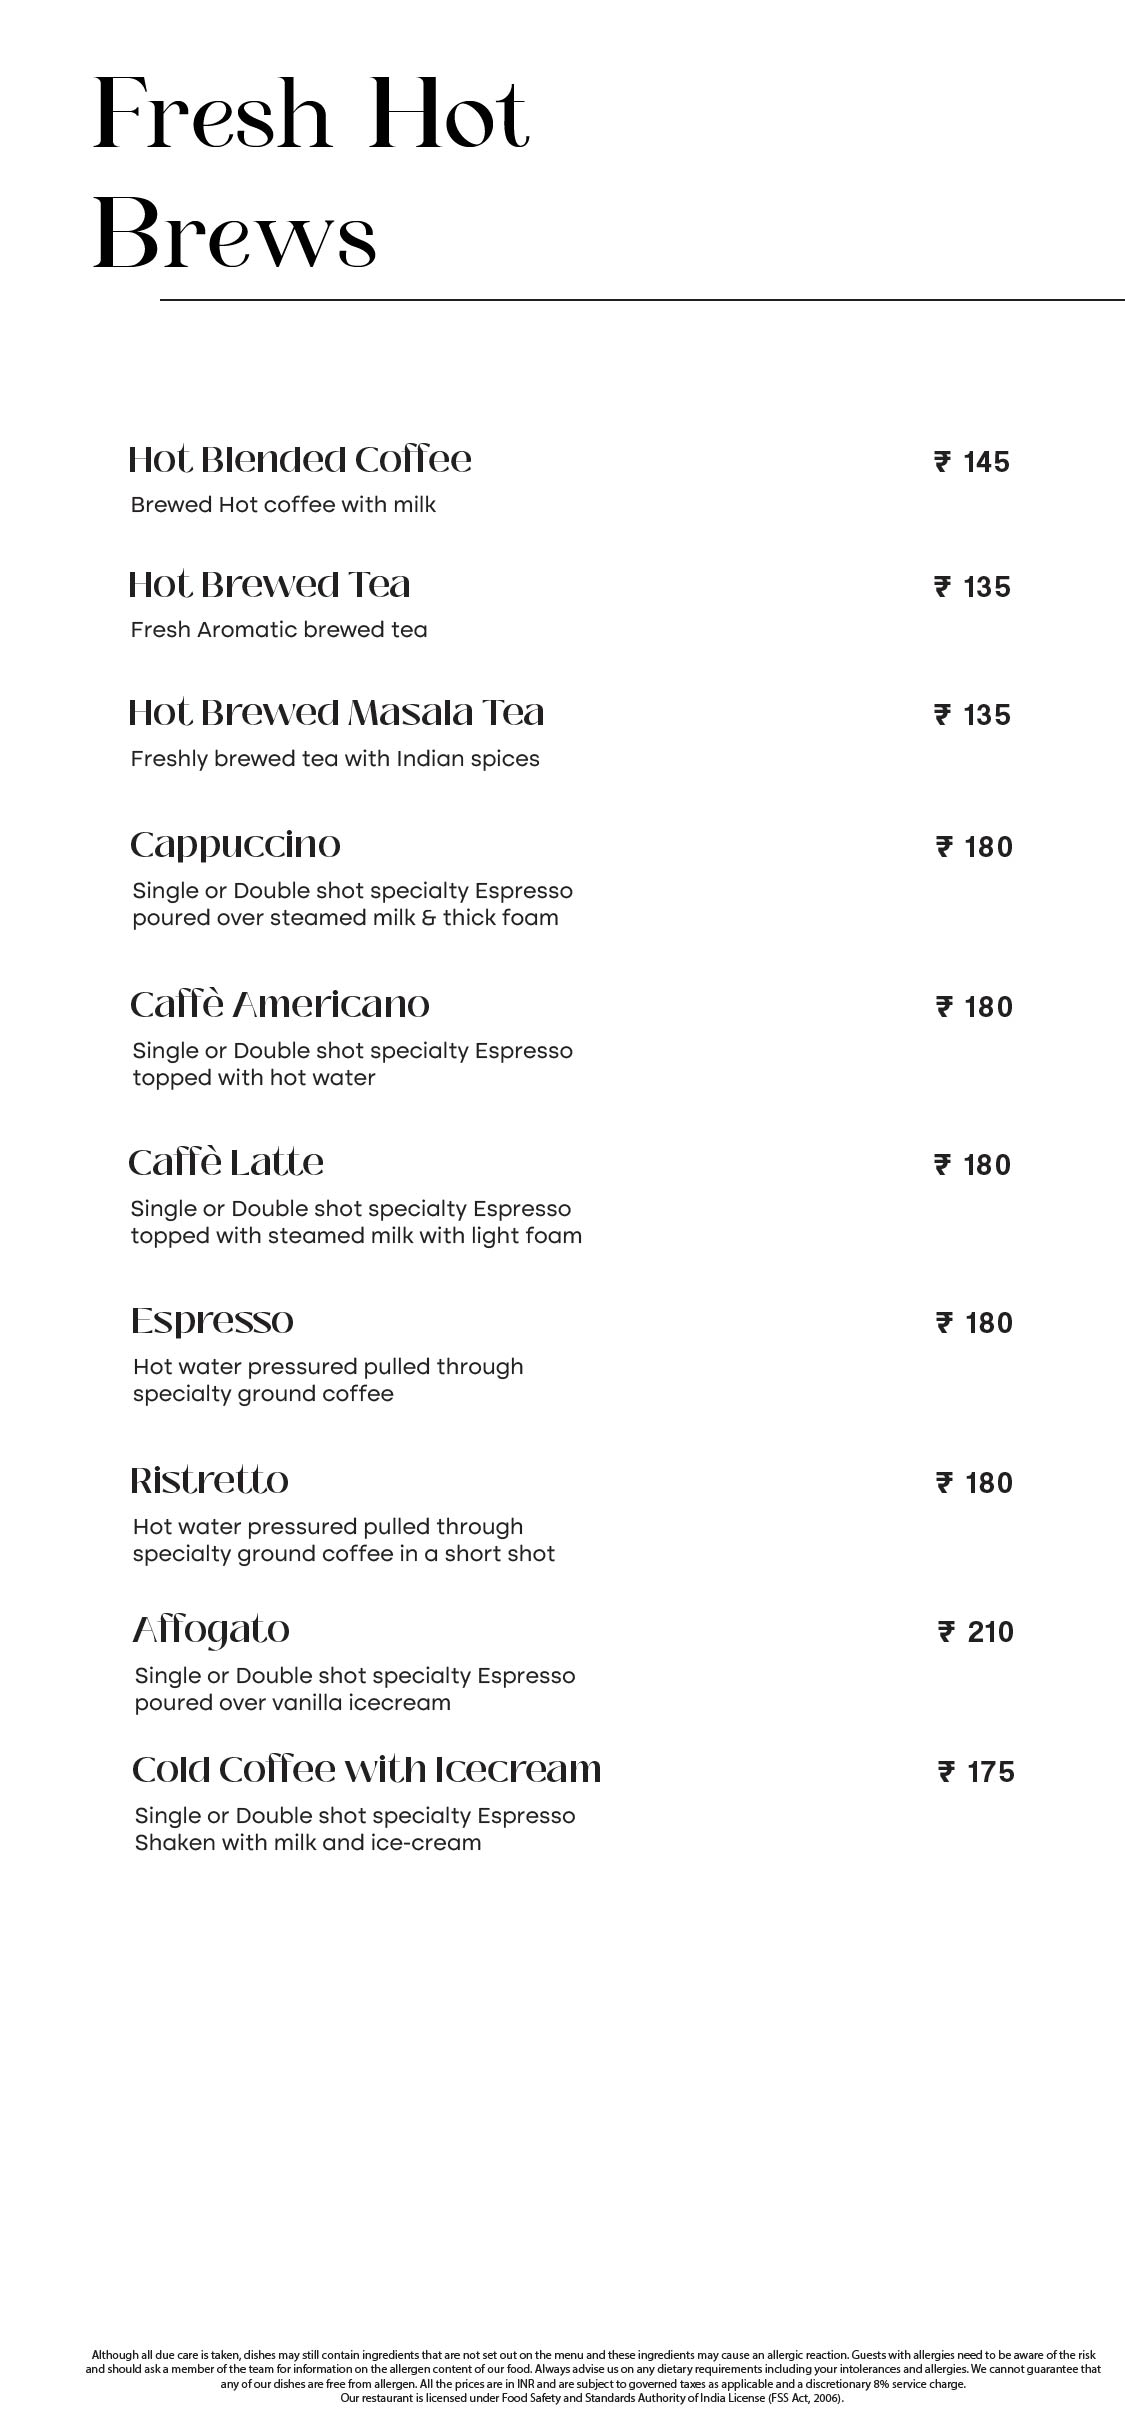 Fresh Hot
Brews
Hot Blended Coffee ₹ 145
Brewed Hot coffee with milk
Hot Brewed Tea ₹ 135
Fresh Aromatic brewed tea
Hot Brewed Masala Tea ₹ 135
Freshly brewed tea with Indian spices
Cappuccino ₹ 180
Single or Double shot specialty Espresso
poured over steamed milk & thick foam
Caffè Americano ₹ 180
Single or Double shot specialty Espresso
topped with hot water
Caffè Latte ₹ 180
Single or Double shot specialty Espresso
topped with steamed milk with light foam
Espresso ₹ 180
Hot water pressured pulled through
specialty ground coffee
Ristretto ₹ 180
Hot water pressured pulled through
specialty ground coffee in a short shot
Affogato ₹ 210
Single or Double shot specialty Espresso
poured over vanilla icecream
Cold Coffee with Icecream ₹ 175
Single or Double shot specialty Espresso
Shaken with milk and ice-cream
Although all due care is taken, dishes may still contain ingredients that are not set out on the menu and these ingredients may cause an allergic reaction. Guests with allergies need to be aware of the risk
and should ask a member of the team for information on the allergen content of our food. Always advise us on any dietary requirements including your intolerances and allergies. We cannot guarantee that
any of our dishes are free from allergen. All the prices are in INR and are subject to governed taxes as applicable and a discretionary 8% service charge.
Our restaurant is licensed under Food Safety and Standards Authority of India License (FSS Act, 2006).